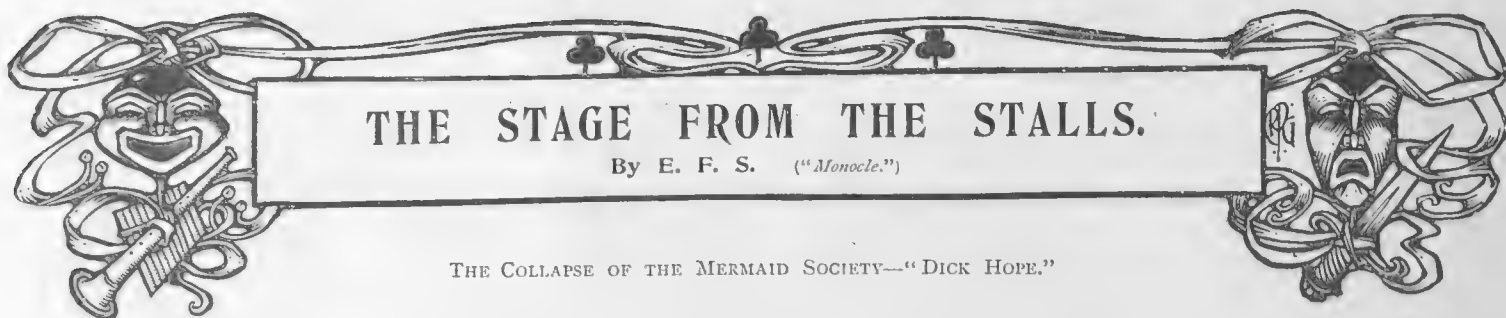 THE STAGE FROM THE STALLS.
By E. F. S. ("Monocle.")
THE COLLAPSE OF THE MERMAID SOCIETY—"DICK HOPE."